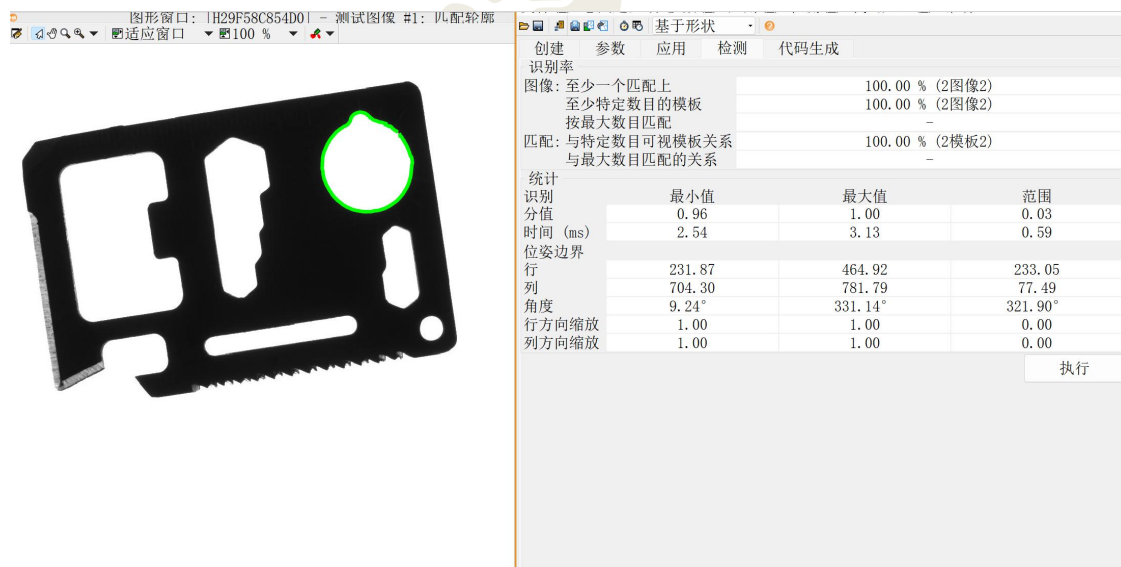 图形窗口: [H29F58C854D0] - 测试图像 #1: 匹配轮廓
适应窗口 100 %
基于形状
创建 参数 应用 检测 代码生成
识别率
图像: 至少一个匹配上 100.00 % (2图像2)
至少特定数目的模板 100.00 % (2图像2)
按最大数目匹配 -
匹配: 与特定数目可视模板关系 100.00 % (2模板2)
与最大数目匹配的关系 -
统计
识别 最小值 最大值 范围
分值 0.96 1.00 0.03
时间 (ms) 2.54 3.13 0.59
位姿边界
行 231.87 464.92 233.05
列 704.30 781.79 77.49
角度 9.24° 331.14° 321.90°
行方向缩放 1.00 1.00 0.00
列方向缩放 1.00 1.00 0.00
执行